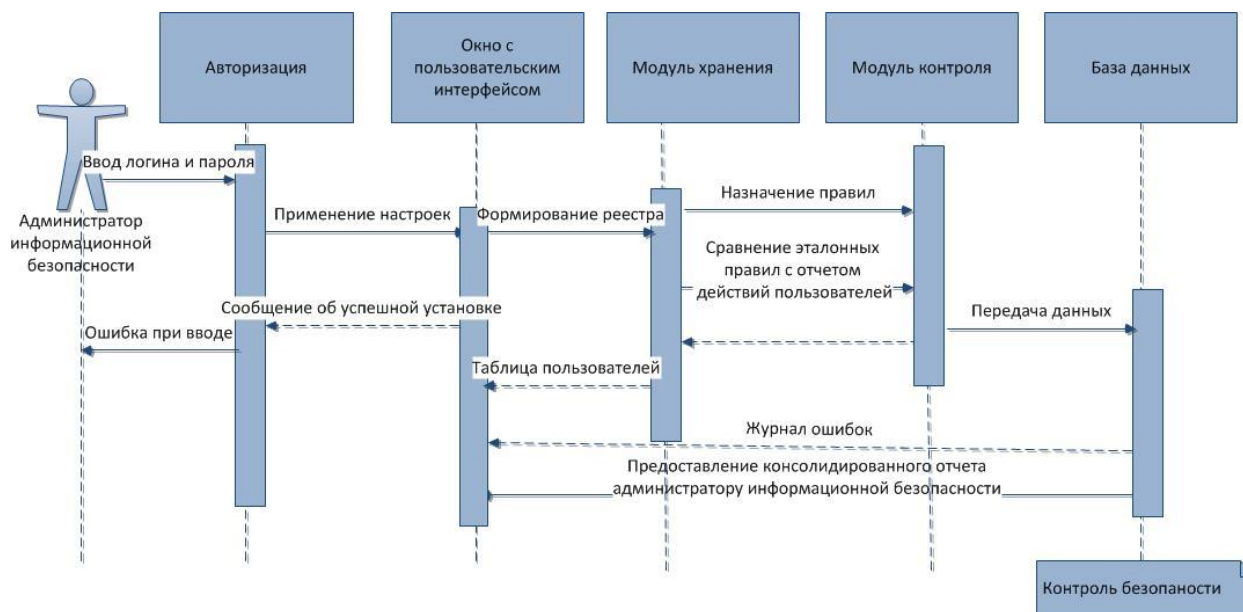 Авторизация
Окно с
пользовательским
интерфейсом
Модуль хранения
Модуль контроля
База данных
Ввод логина и пароля
Администратор
информационной
безопасности
Применение настроек
Формирование реестра
Назначение правил
Сравнение эталонных
правил с отчетом
действий пользователей
Сообщение об успешной установке
Передача данных
Ошибка при вводе
Таблица пользователей
Журнал ошибок
Предоставление консолидированного отчета
администратору информационной безопасности
Контроль безопаности